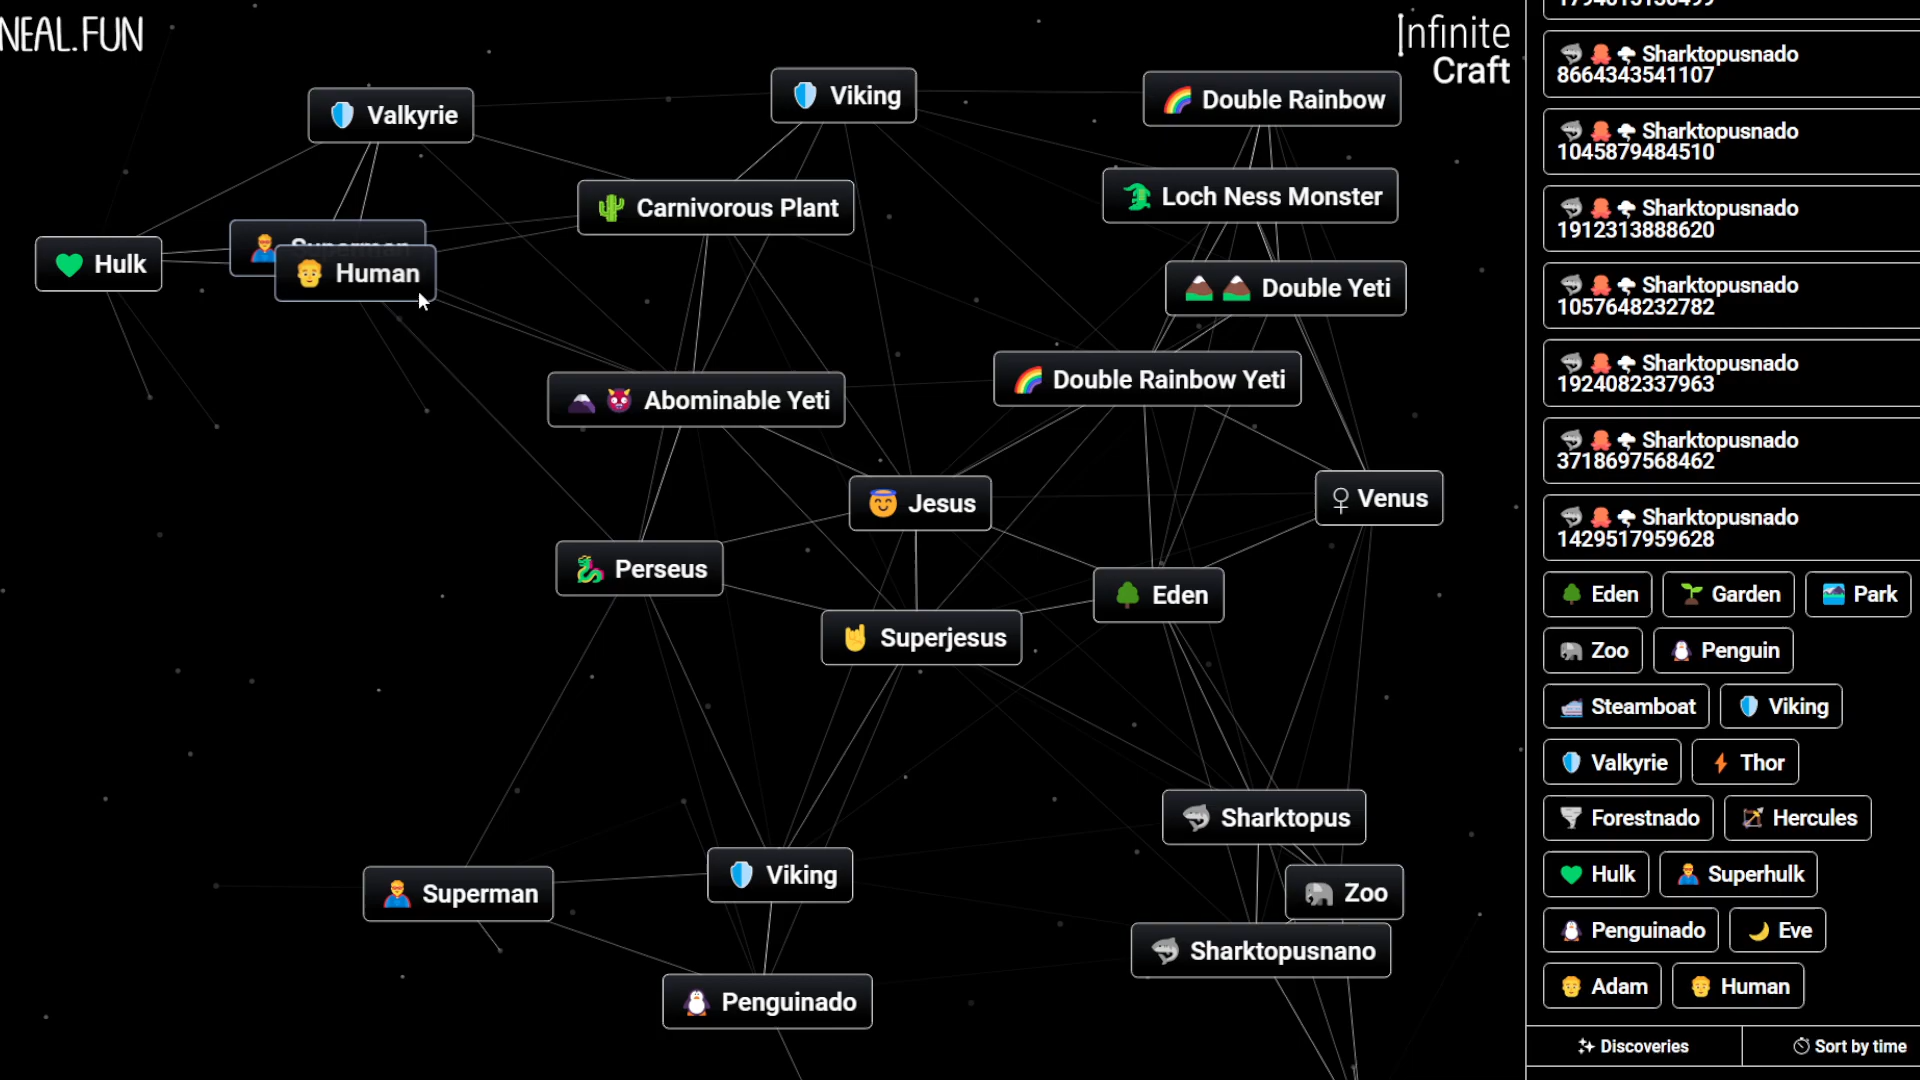 NEAL.FUN
Infinite
Craft
Valkyrie
Viking
Double Rainbow
Carnivorous Plant
Loch Ness Monster
Superman
Hulk
Human
Double Yeti
Abominable Yeti
Double Rainbow Yeti
Jesus
Venus
Perseus
Eden
Superjesus
Sharktopus
Superman
Viking
Zoo
Sharktopusnano
Penguinado
1794015130499
Sharktopusnado
8664343541107
Sharktopusnado
1045879484510
Sharktopusnado
1912313888620
Sharktopusnado
1057648232782
Sharktopusnado
1924082337963
Sharktopusnado
3718697568462
Sharktopusnado
1429517959628
Eden Garden Park
Zoo Penguin
Steamboat Viking
Valkyrie Thor
Forestnado Hercules
Hulk Superhulk
Penguinado Eve
Adam Human
Discoveries Sort by time